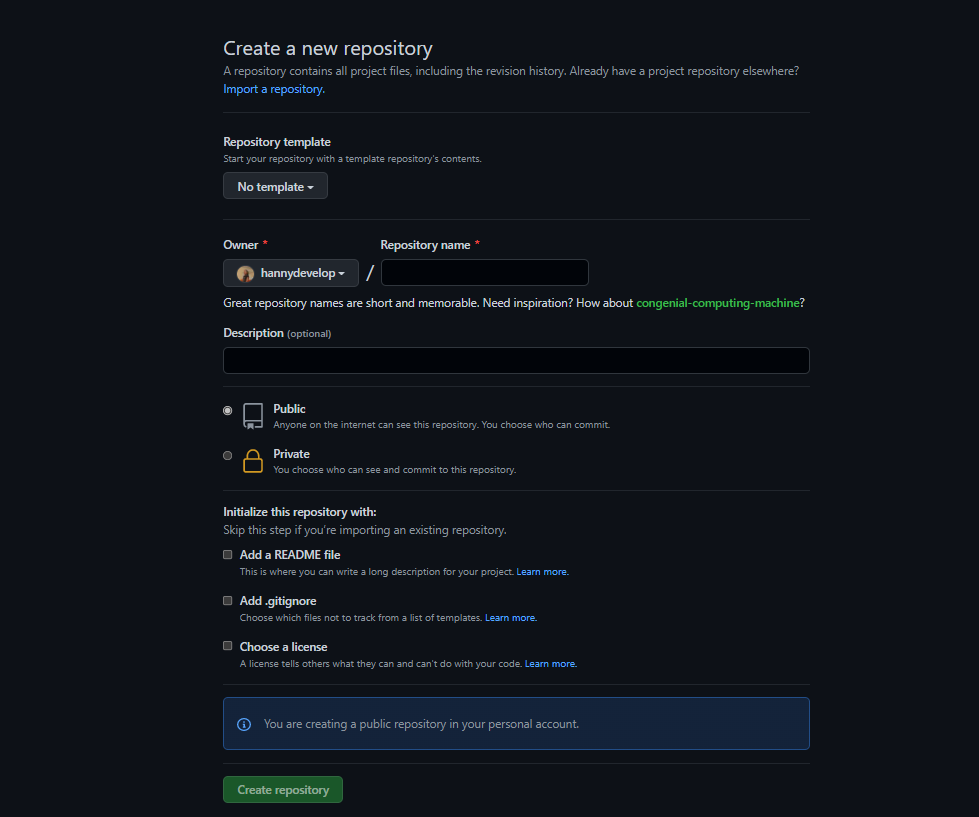 Create a new repository
A repository contains all project files, including the revision history. Already have a project repository elsewhere?
Import a repository.
Repository template
Start your repository with a template repository's contents.
No template
Owner * Repository name *
hannydevelop /
Great repository names are short and memorable. Need inspiration? How about congenial-computing-machine?
Description (optional)
Public
Anyone on the internet can see this repository. You choose who can commit.
Private
You choose who can see and commit to this repository.
Initialize this repository with:
Skip this step if you're importing an existing repository.
Add a README file
This is where you can write a long description for your project. Learn more.
Add .gitignore
Choose which files not to track from a list of templates. Learn more.
Choose a license
A license tells others what they can and can't do with your code. Learn more.
You are creating a public repository in your personal account.
Create repository